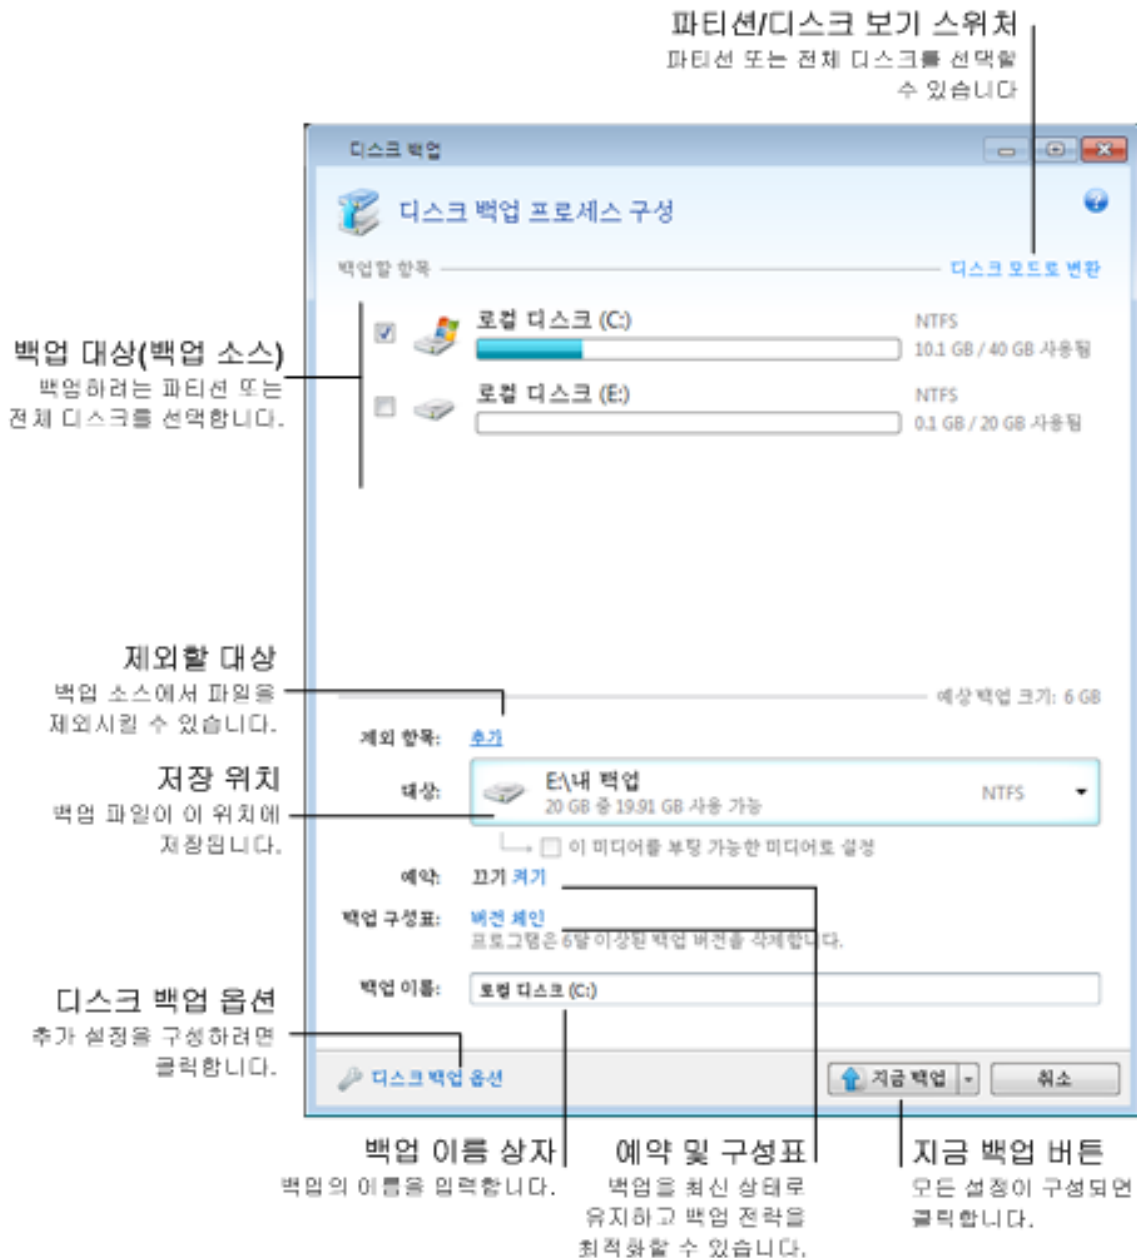 파티션/디스크 보기 스위처
파티션 또는 전체 디스크를 선택할
수 있습니다
디스크 백업
디스크 백업 프로세스 구성
백업할 항목
디스크 모드로 변환
로컬 디스크 (C:)
NTFS
10.1 GB / 40 GB 사용됨
로컬 디스크 (E:)
NTFS
0.1 GB / 20 GB 사용됨
백업 대상(백업 소스)
백업하려는 파티션 또는
전체 디스크를 선택합니다.
제외할 대상
백업 소스에서 파일을
제외시킬 수 있습니다.
예상 백업 크기: 6 GB
제외 항목: 추가
저장 위치
백업 파일이 이 위치에
저장됩니다.
대상:
E:\내 백업
20 GB 중 19.91 GB 사용 가능
NTFS
이 미디어를 부팅 가능한 미디어로 설정
예약: 끄기 켜기
백업 구성표: 버전 체인
프로그램은 6달 이상된 백업 버전을 삭제합니다.
백업 이름: 로컬 디스크 (C:)
디스크 백업 옵션
추가 설정을 구성하려면
클릭합니다.
디스크 백업 옵션
지금 백업
취소
백업 이름 상자
백업의 이름을 입력합니다.
예약 및 구성표
백업을 최신 상태로
유지하고 백업 전략을
최적화할 수 있습니다.
지금 백업 버튼
모든 설정이 구성되면
클릭합니다.